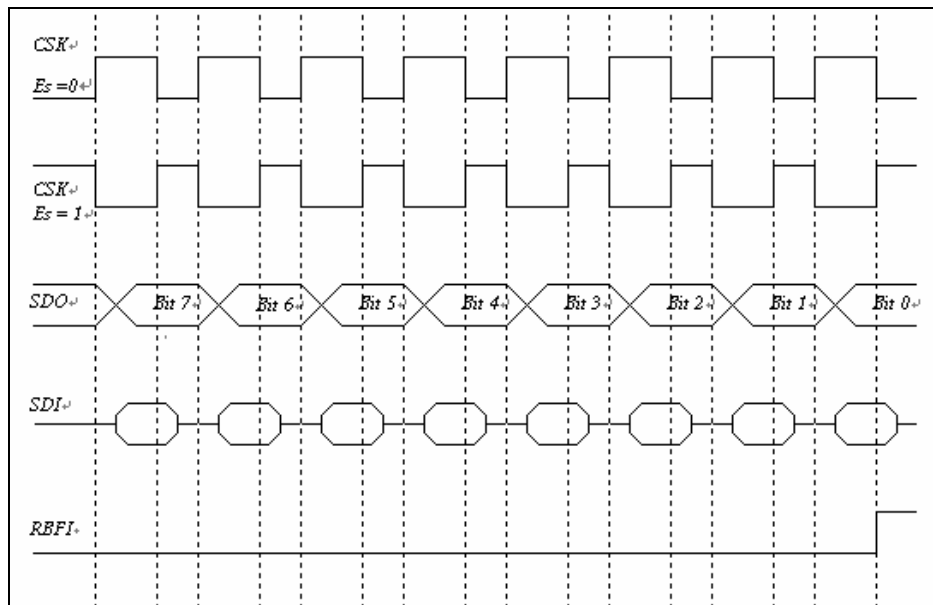 CSK↵
Es =0↵
CSK↵
Es = 1↵
SDO↵ Bit 7↵ Bit 6↵ Bit 5↵ Bit 4↵ Bit 3↵ Bit 2↵ Bit 1↵ Bit 0
SDI↵
RBFI↵